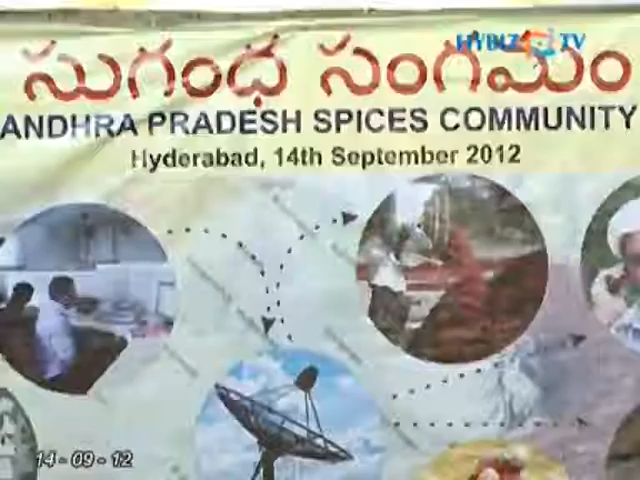 HYBIZ TV
సుగంధ సంగమం
ANDHRA PRADESH SPICES COMMUNITY
Hyderabad, 14th September 2012
14-09-12